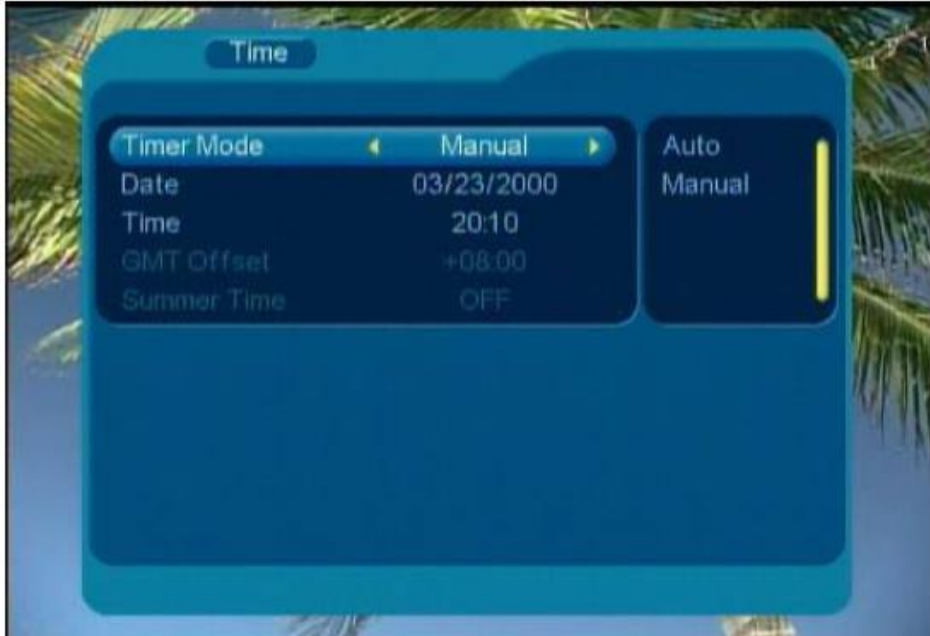 Time
Timer Mode Manual
Date 03/23/2000
Time 20:10
GMT Offset +08:00
Summer Time OFF
Auto
Manual